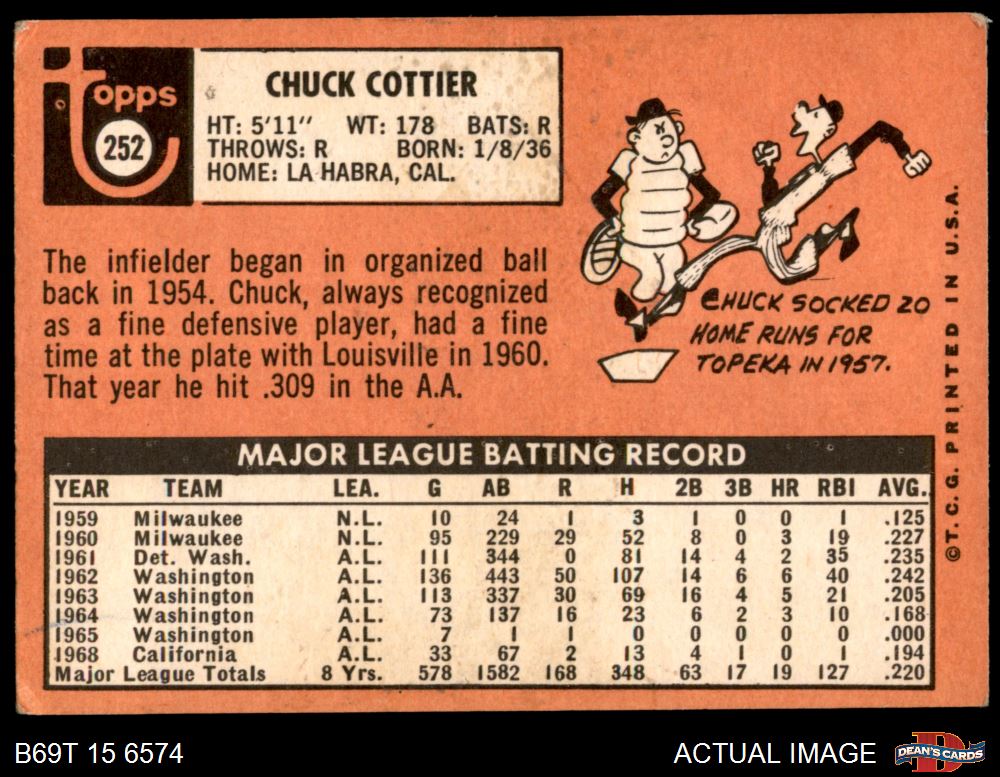 Topps
252
CHUCK COTTIER
HT: 5'11" WT: 178 BATS: R
THROWS: R BORN: 1/8/36
HOME: LA HABRA, CAL.
The infielder began in organized ball
back in 1954. Chuck, always recognized
as a fine defensive player, had a fine
time at the plate with Louisville in 1960.
That year he hit .309 in the A.A.
CHUCK SOCKED 20
HOME RUNS FOR
TOPEKA IN 1957.
©T.C.G. PRINTED IN U.S.A.
MAJOR LEAGUE BATTING RECORD
YEAR TEAM LEA. G AB R H 2B 3B HR RBI AVG.
1959 Milwaukee N.L. 10 24 1 3 1 0 0 1 .125
1960 Milwaukee N.L. 95 229 29 52 8 0 3 19 .227
1961 Det. Wash. A.L. 111 344 0 81 14 4 2 35 .235
1962 Washington A.L. 136 443 50 107 14 6 6 40 .242
1963 Washington A.L. 113 337 30 69 16 4 5 21 .205
1964 Washington A.L. 73 137 16 23 6 2 3 10 .168
1965 Washington A.L. 7 1 1 0 0 0 0 0 .000
1968 California A.L. 33 67 2 13 4 1 0 1 .194
Major League Totals 8 Yrs. 578 1582 168 348 63 17 19 127 .220
B69T 15 6574
ACTUAL IMAGE
D
DEAN'S CARDS